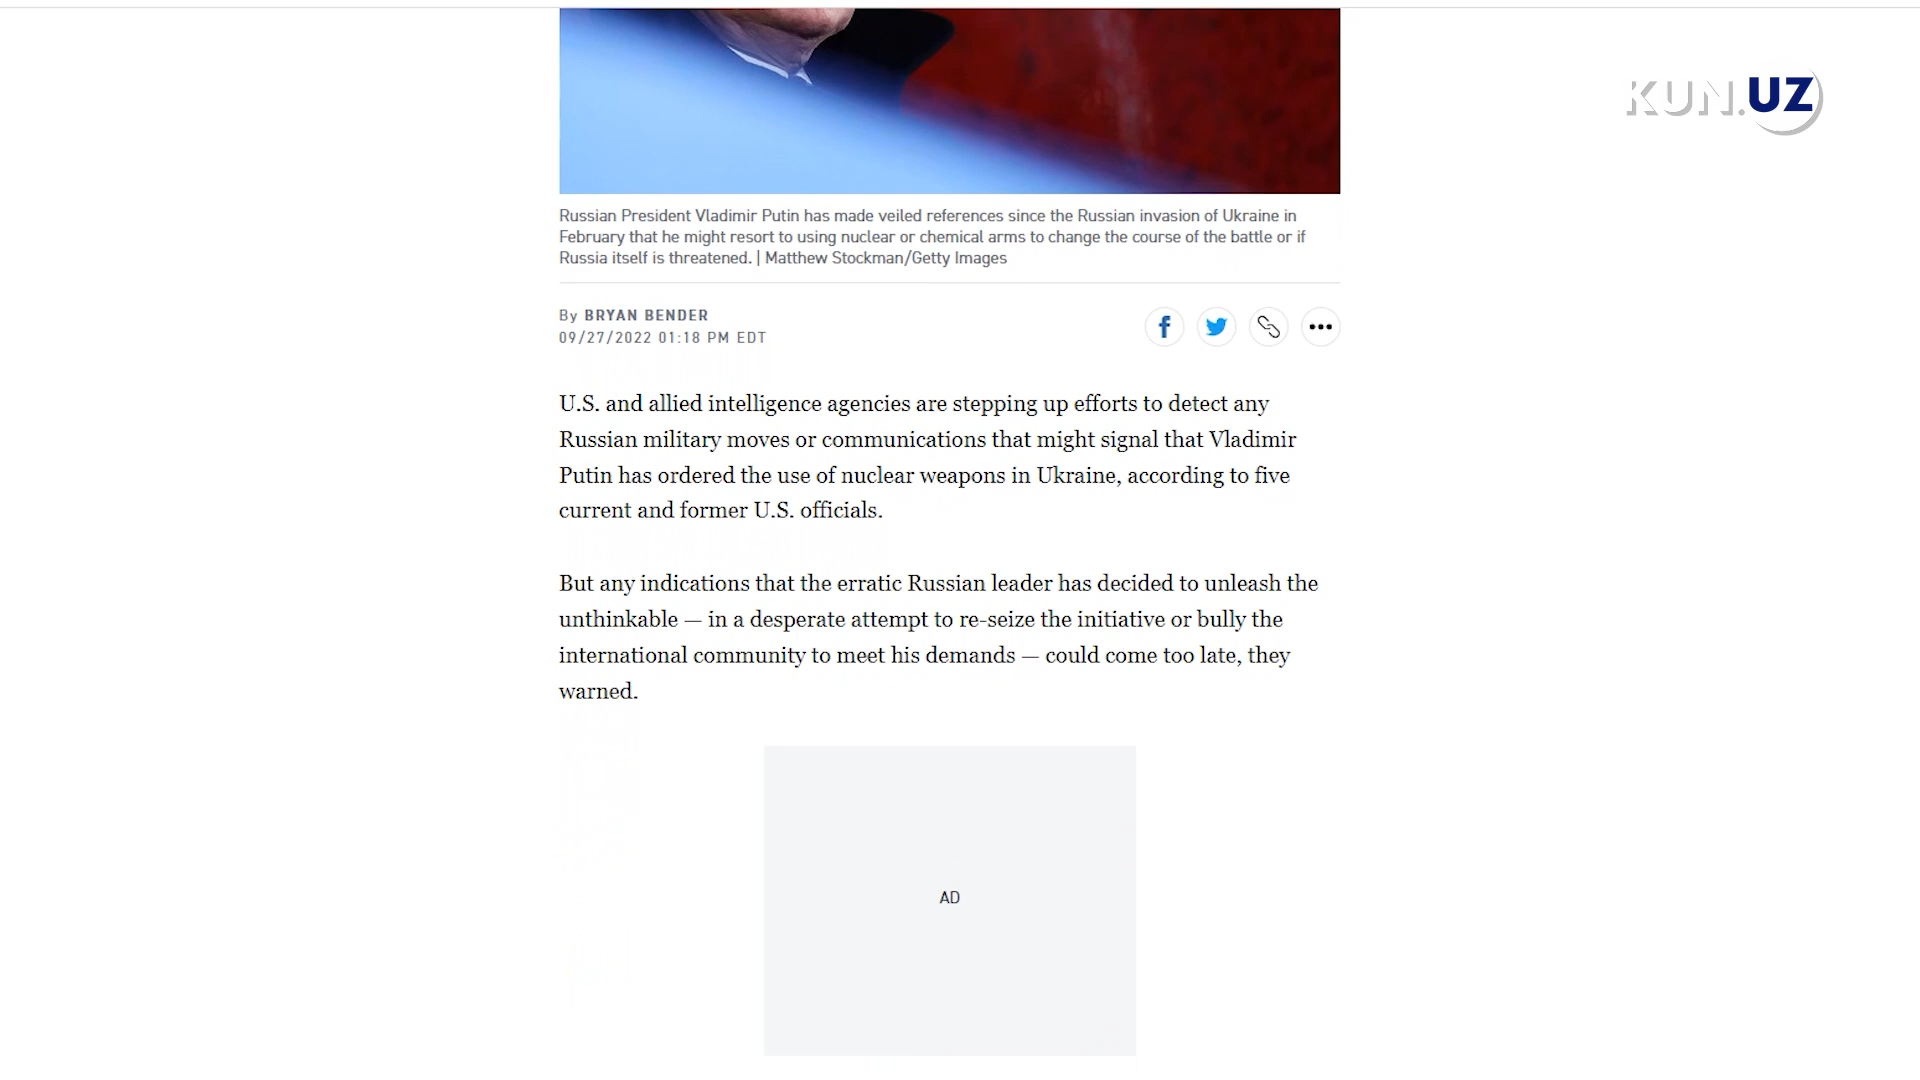 KUN.UZ
Russian President Vladimir Putin has made veiled references since the Russian invasion of Ukraine in
February that he might resort to using nuclear or chemical arms to change the course of the battle or if
Russia itself is threatened. | Matthew Stockman/Getty Images
By BRYAN BENDER
09/27/2022 01:18 PM EDT
U.S. and allied intelligence agencies are stepping up efforts to detect any
Russian military moves or communications that might signal that Vladimir
Putin has ordered the use of nuclear weapons in Ukraine, according to five
current and former U.S. officials.
But any indications that the erratic Russian leader has decided to unleash the
unthinkable — in a desperate attempt to re-seize the initiative or bully the
international community to meet his demands — could come too late, they
warned.
AD